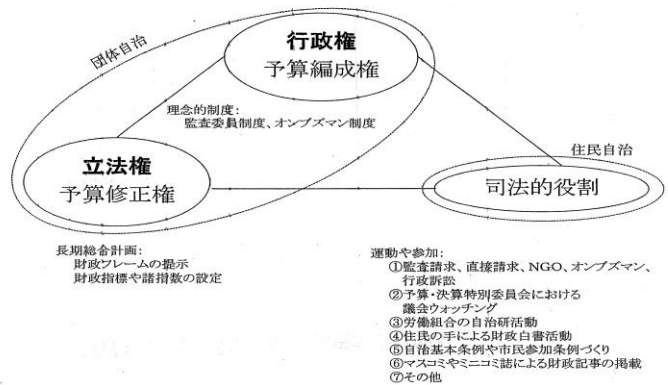 団体自治
行政権
予算編成権
理念的制度:
監査委員制度、オンブズマン制度
立法権
予算修正権
住民自治
司法的役割
長期総合計画:
財政フレームの提示
財政指標や諸指数の設定
運動や参加:
①監査請求、直接請求、NGO、オンブズマン、
行政訴訟
②予算・決算特別委員会における
議会ウォッチング
③労働組合の自治研活動
④住民の手による財政白書活動
⑤自治基本条例や市民参加条例づくり
⑥マスコミやミニコミ誌による財政記事の掲載
⑦その他